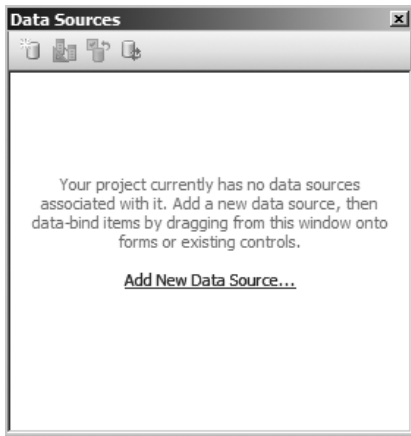 Data Sources
Your project currently has no data sources
associated with it. Add a new data source, then
data-bind items by dragging from this window onto
forms or existing controls.
Add New Data Source...